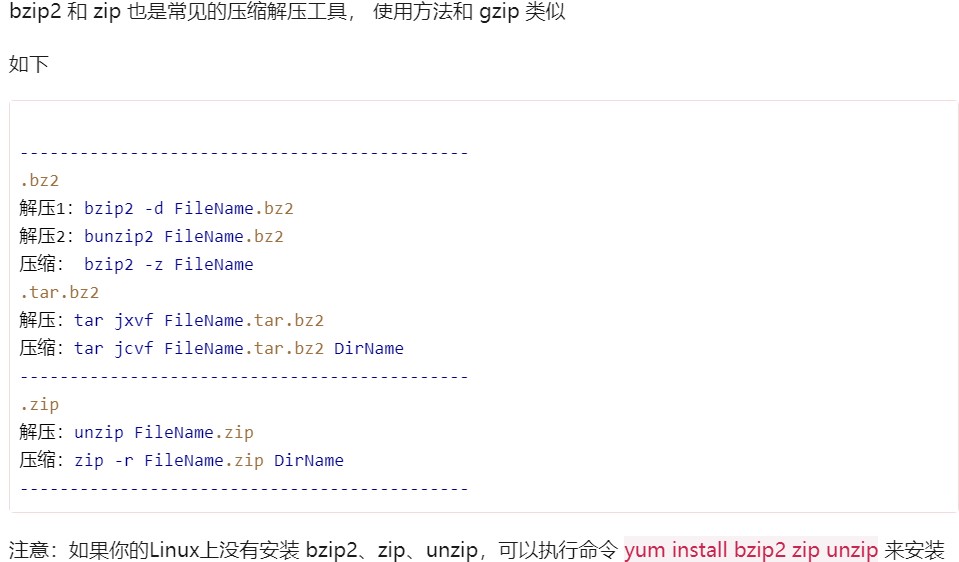 bzip2 和 zip 也是常见的压缩解压工具， 使用方法和 gzip 类似
如下
---------------------------------------------
.bz2
解压1：bzip2 -d FileName.bz2
解压2：bunzip2 FileName.bz2
压缩： bzip2 -z FileName
.tar.bz2
解压：tar jxvf FileName.tar.bz2
压缩：tar jcvf FileName.tar.bz2 DirName
---------------------------------------------
.zip
解压：unzip FileName.zip
压缩：zip -r FileName.zip DirName
---------------------------------------------
注意：如果你的Linux上没有安装 bzip2、zip、unzip，可以执行命令 yum install bzip2 zip unzip 来安装